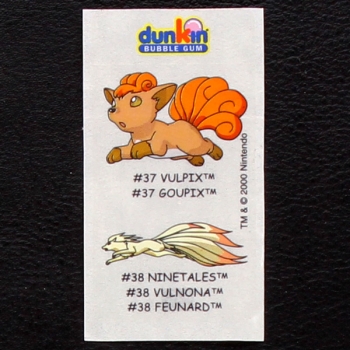 dunkin
BUBBLE GUM
#37 VULPIX™
#37 GOUPIX™
TM & © 2000 Nintendo
#38 NINETALES™
#38 VULNONA™
#38 FEUNARD™